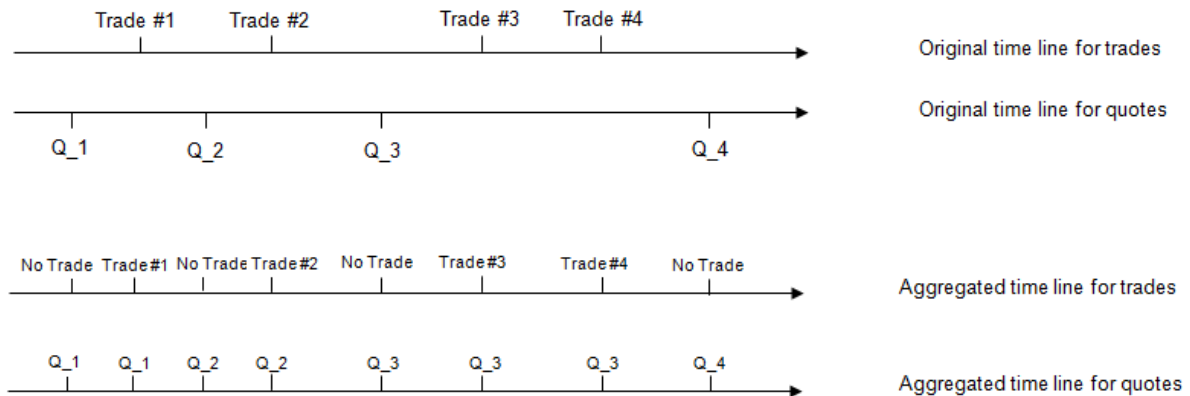 Trade #1 Trade #2 Trade #3 Trade #4
Original time line for trades
Original time line for quotes
Q_1 Q_2 Q_3 Q_4
No Trade Trade#1 No Trade Trade#2 No Trade Trade#3 Trade#4 No Trade
Aggregated time line for trades
Q_1 Q_1 Q_2 Q_2 Q_3 Q_3 Q_3 Q_4
Aggregated time line for quotes